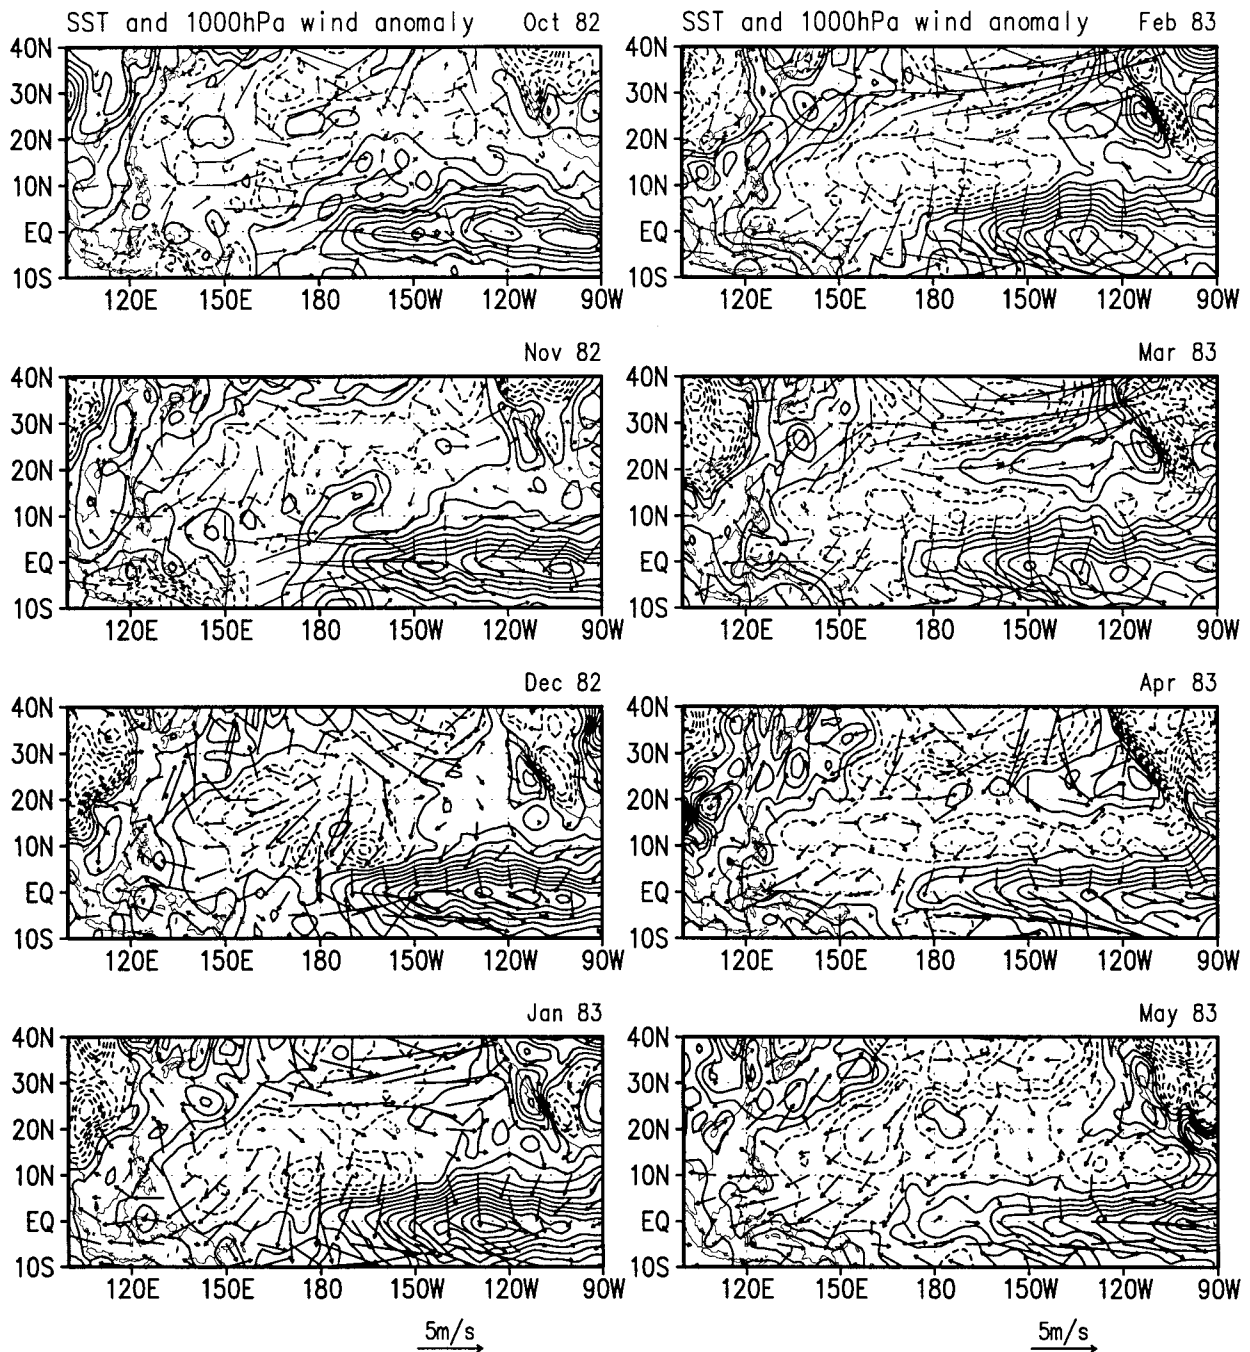 SST and 1000hPa wind anomaly Oct 82
40N
30N
20N
10N
EQ
10S
120E 150E 180 150W 120W 90W
Nov 82
40N
30N
20N
10N
EQ
10S
120E 150E 180 150W 120W 90W
Dec 82
40N
30N
20N
10N
EQ
10S
120E 150E 180 150W 120W 90W
Jan 83
40N
30N
20N
10N
EQ
10S
120E 150E 180 150W 120W 90W
5m/s
SST and 1000hPa wind anomaly Feb 83
40N
30N
20N
10N
EQ
10S
120E 150E 180 150W 120W 90W
Mar 83
40N
30N
20N
10N
EQ
10S
120E 150E 180 150W 120W 90W
Apr 83
40N
30N
20N
10N
EQ
10S
120E 150E 180 150W 120W 90W
May 83
40N
30N
20N
10N
EQ
10S
120E 150E 180 150W 120W 90W
5m/s